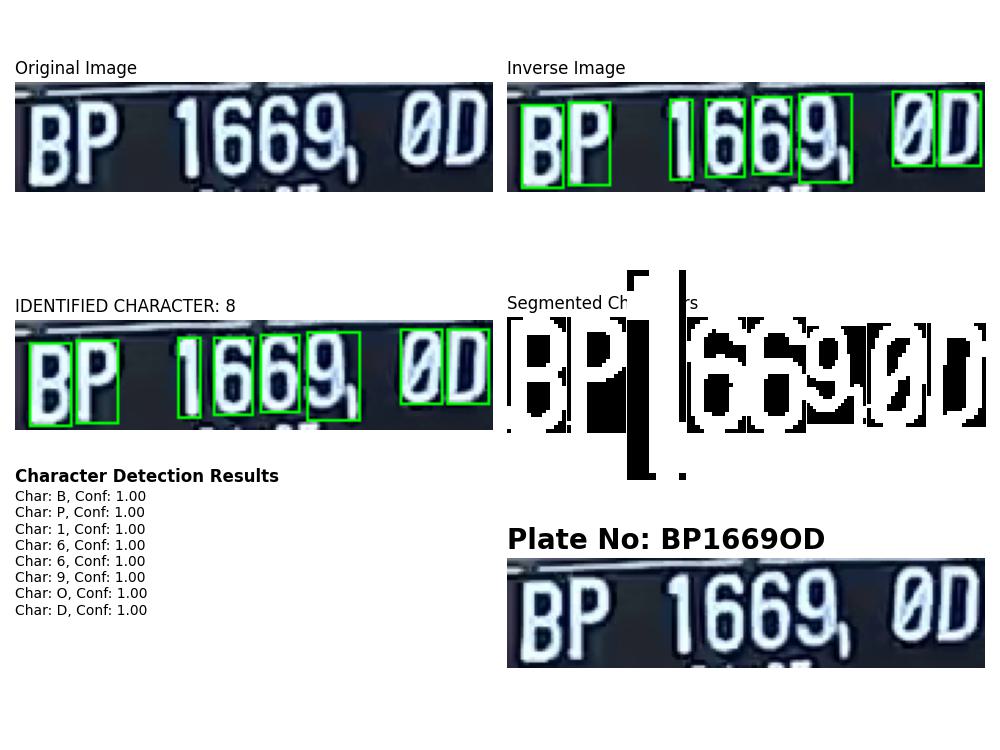 Original Image
BP 1669, 0D
Inverse Image
BP 1669, 0D
IDENTIFIED CHARACTER: 8
BP 1669, 0D
Segmented Ch rs
BP16690D
Character Detection Results
Char: B, Conf: 1.00
Char: P, Conf: 1.00
Char: 1, Conf: 1.00
Char: 6, Conf: 1.00
Char: 6, Conf: 1.00
Char: 9, Conf: 1.00
Char: O, Conf: 1.00
Char: D, Conf: 1.00
Plate No: BP1669OD
BP 1669, 0D